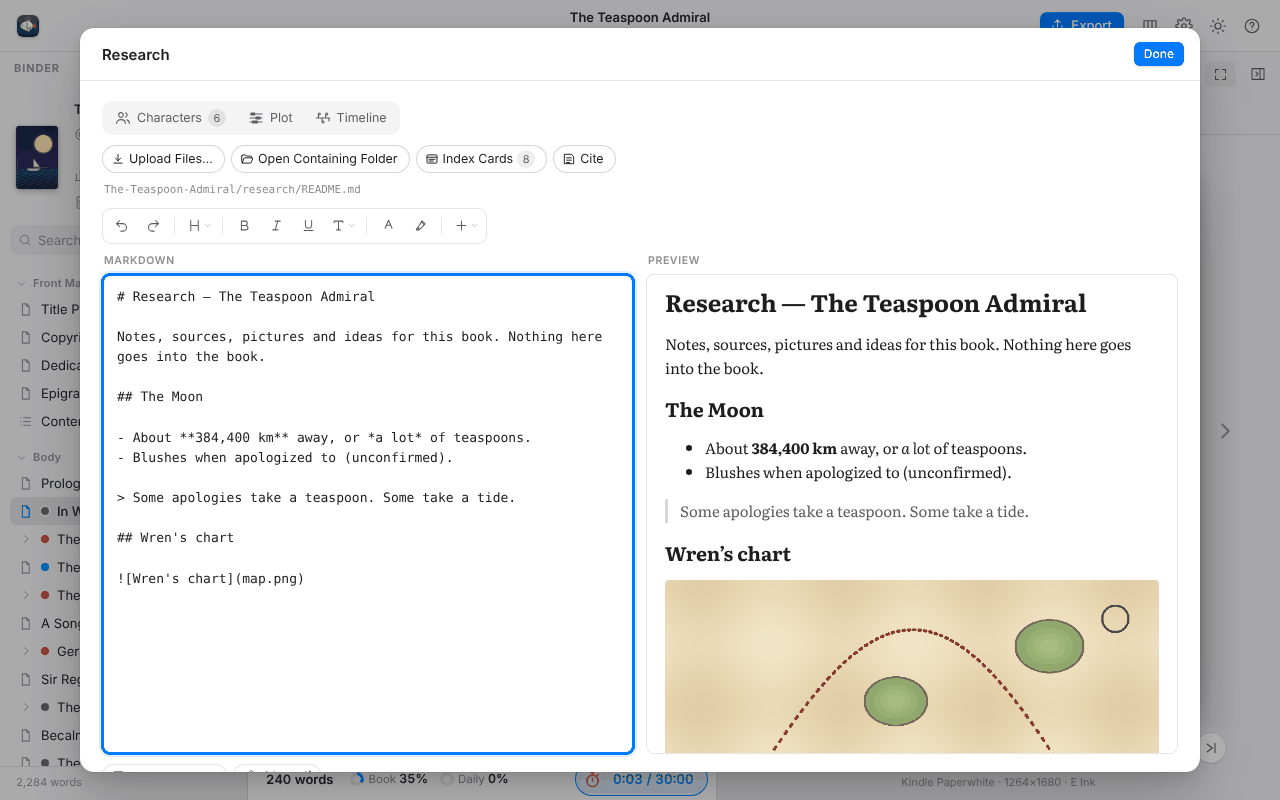 The Teaspoon Admiral
Export
BINDER
Research
Done
Characters 6 Plot Timeline
Upload Files... Open Containing Folder Index Cards 8 Cite
The-Teaspoon-Admiral/research/README.md
H B I U T A
MARKDOWN
# Research — The Teaspoon Admiral
Notes, sources, pictures and ideas for this book. Nothing here
goes into the book.
## The Moon
- About **384,400 km** away, or *a lot* of teaspoons.
- Blushes when apologized to (unconfirmed).
> Some apologies take a teaspoon. Some take a tide.
## Wren's chart
![Wren's chart](map.png)
PREVIEW
Research — The Teaspoon Admiral
Notes, sources, pictures and ideas for this book. Nothing here goes
into the book.
The Moon
• About 384,400 km away, or a lot of teaspoons.
• Blushes when apologized to (unconfirmed).
Some apologies take a teaspoon. Some take a tide.
Wren’s chart
Search
Front Ma
Title P
Copyri
Dedica
Epigra
Conter
Body
Prolog
In W
The
The
The
A Song
Ger
Sir Reg
The
Becaln
The
2,284 words
240 words Book 35% Daily 0% 0:03 / 30:00
Kindle Paperwhite · 1264×1680 · E Ink